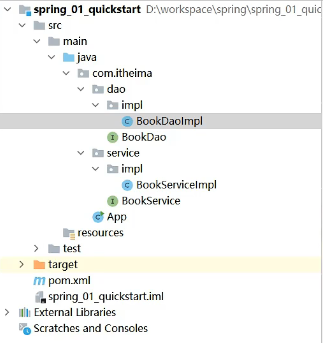 spring_01_quickstart D:\workspace\spring\spring_01_quic
src
main
java
com.itheima
dao
impl
BookDaoImpl
BookDao
service
impl
BookServiceImpl
BookService
App
resources
test
target
pom.xml
spring_01_quickstart.iml
External Libraries
Scratches and Consoles